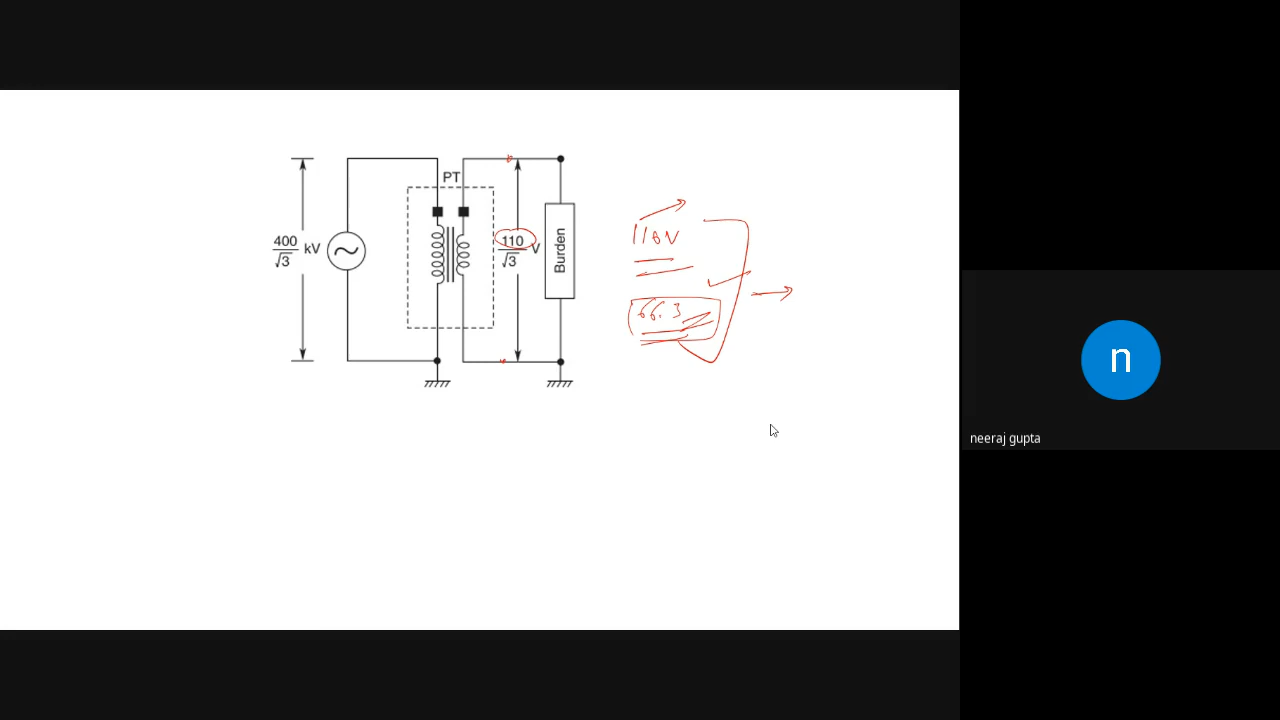 PT
400
√3
kV
110
√3
V
Burden
110V
66.3
n
neeraj gupta